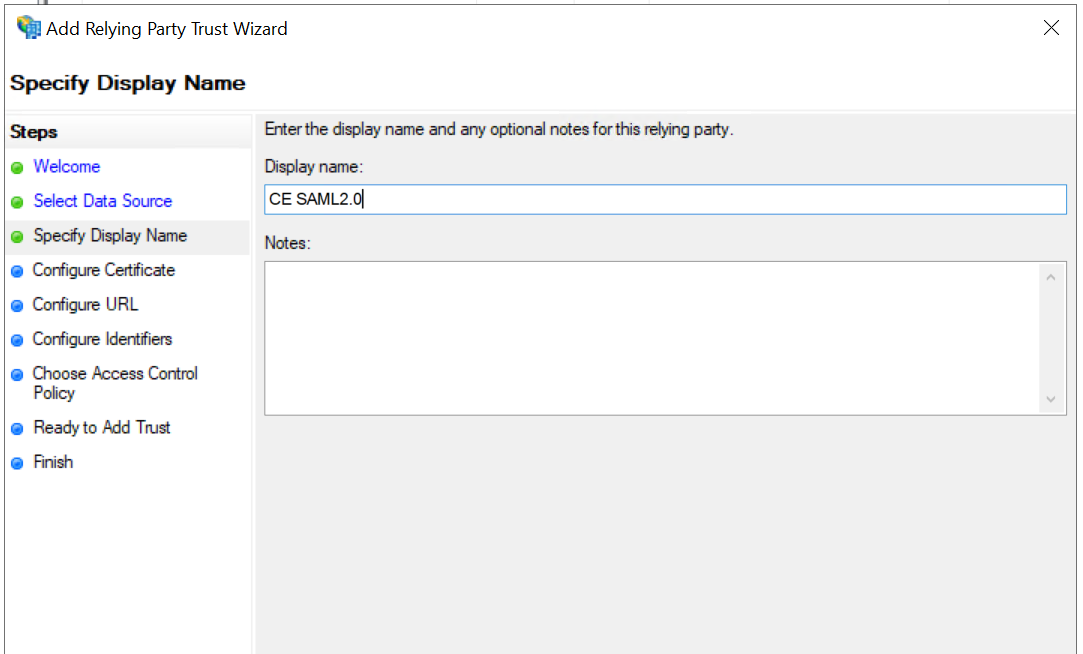 Add Relying Party Trust Wizard
Specify Display Name
Steps
Welcome
Select Data Source
Specify Display Name
Configure Certificate
Configure URL
Configure Identifiers
Choose Access Control
Policy
Ready to Add Trust
Finish
Enter the display name and any optional notes for this relying party.
Display name:
CE SAML2.0
Notes: